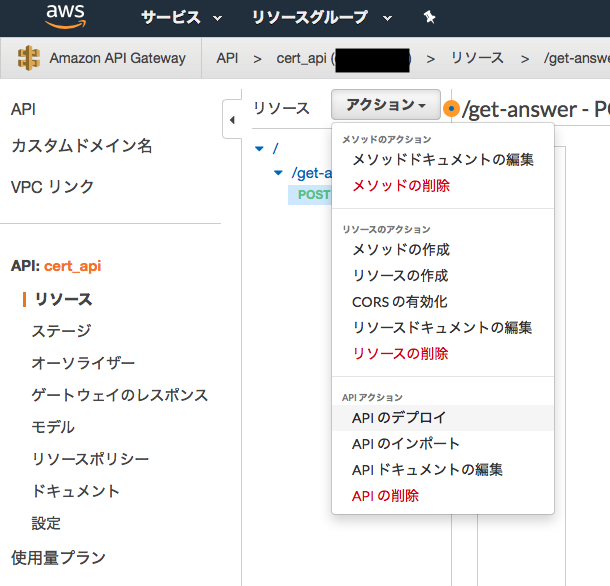 aws サービス リソースグループ
Amazon API Gateway API > cert_api ( ) > リソース > /get-answe
API
カスタムドメイン名
VPC リンク
API: cert_api
リソース
ステージ
オーソライザー
ゲートウェイのレスポンス
モデル
リソースポリシー
ドキュメント
設定
使用量プラン
リソース アクション /get-answer - PO
/
/get-a
POST
メソッドのアクション
メソッドドキュメントの編集
メソッドの削除
リソースのアクション
メソッドの作成
リソースの作成
CORS の有効化
リソースドキュメントの編集
リソースの削除
API アクション
API のデプロイ
API のインポート
API ドキュメントの編集
API の削除